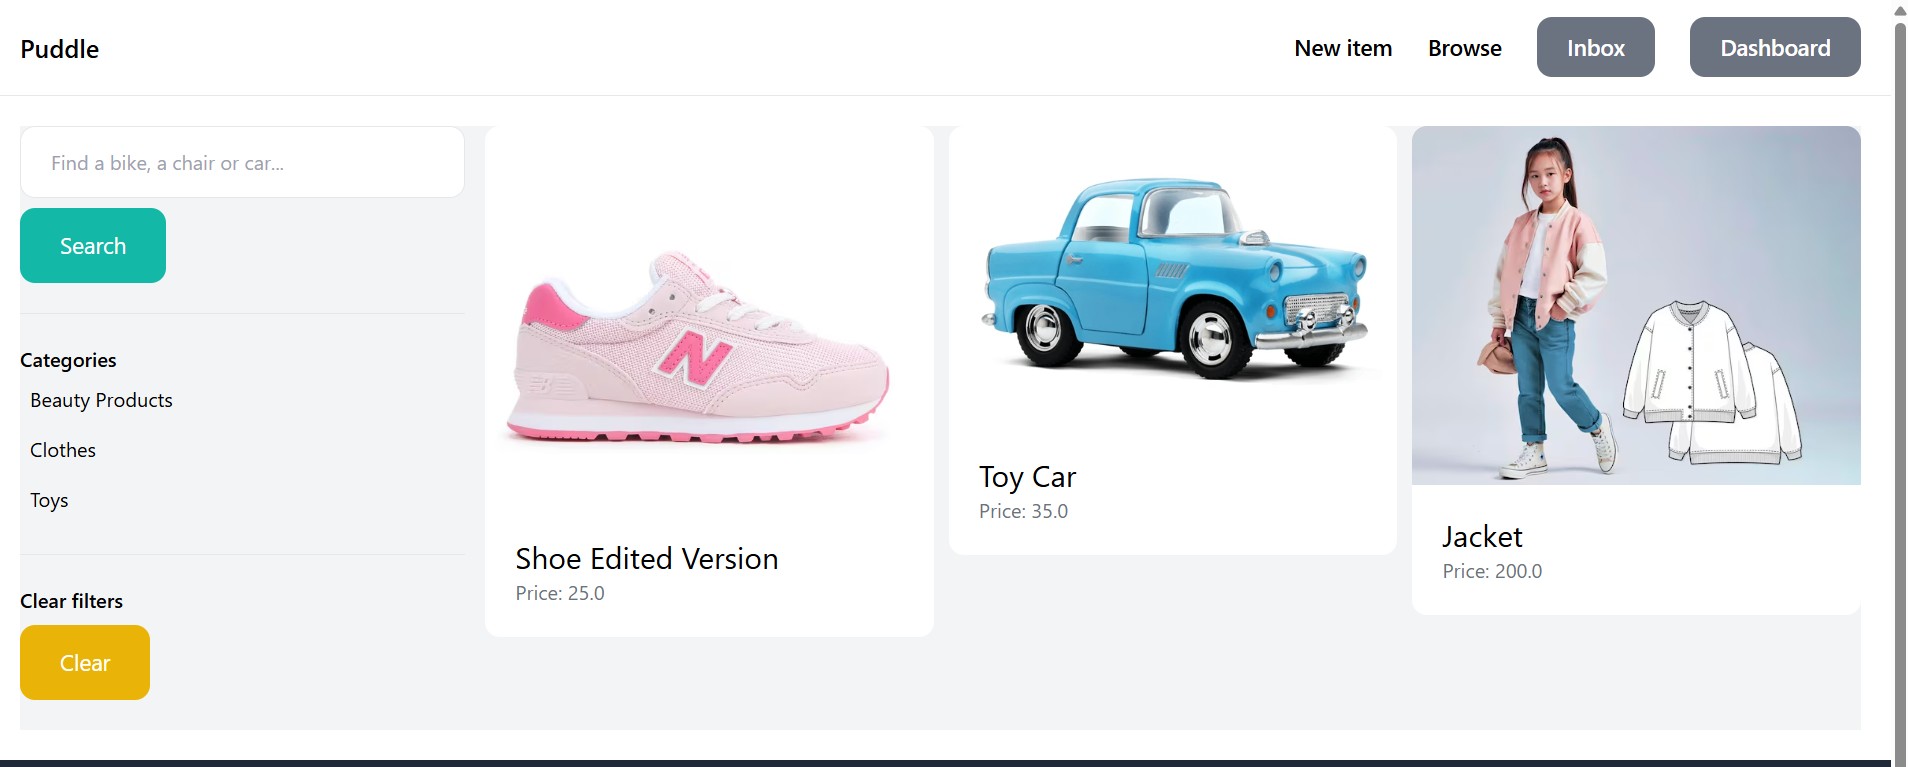 Puddle
New item
Browse
Inbox
Dashboard
Find a bike, a chair or car...
Search
Categories
Beauty Products
Clothes
Toys
Clear filters
Clear
N
Shoe Edited Version
Price: 25.0
Toy Car
Price: 35.0
Jacket
Price: 200.0